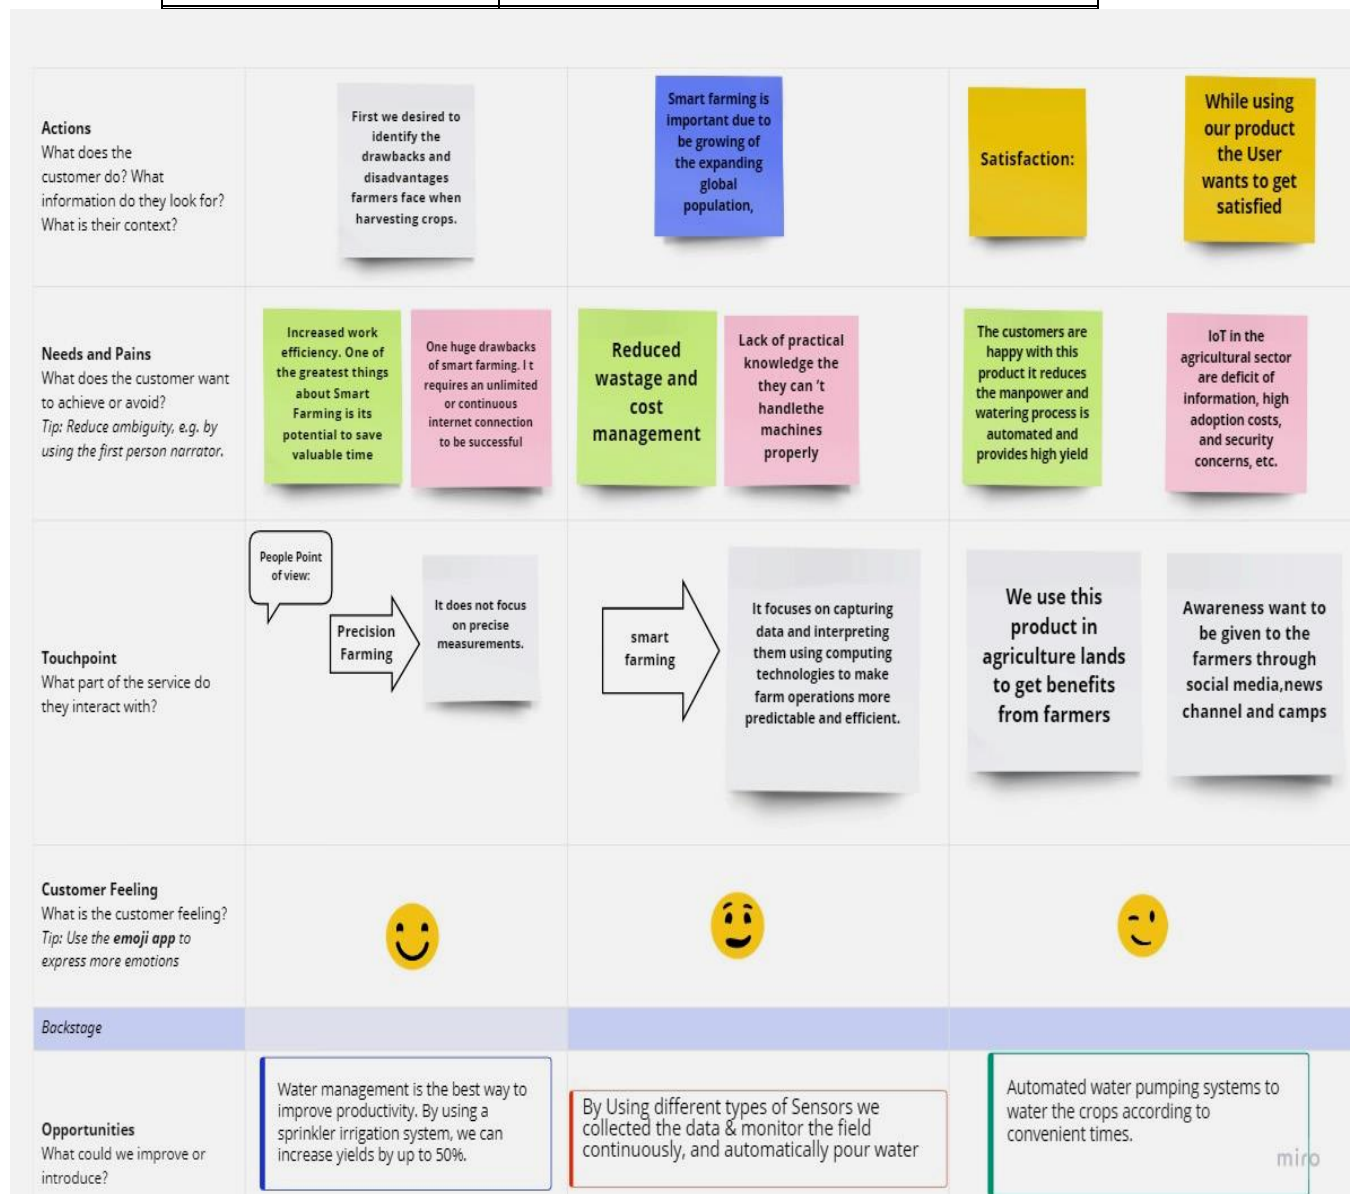 Actions
What does the
customer do? What
information do they look for?
What is their context?
First we desired to
identify the
drawbacks and
disadvantages
farmers face when
harvesting crops.
Smart farming is
important due to
be growing of
the expanding
global
population,
Satisfaction:
While using
our product
the User
wants to get
satisfied
Needs and Pains
What does the customer want
to achieve or avoid?
Tip: Reduce ambiguity, e.g. by
using the first person narrator.
Increased work
efficiency. One of
the greatest things
about Smart
Farming is its
potential to save
valuable time
One huge drawbacks
of smart farming. I t
requires an unlimited
or continuous
internet connection
to be successful
Reduced
wastage and
cost
management
Lack of practical
knowledge the
they can 't
handlethe
machines
properly
The customers are
happy with this
product it reduces
the manpower and
watering process is
automated and
provides high yield
IoT in the
agricultural sector
are deficit of
information, high
adoption costs,
and security
concerns, etc.
Touchpoint
What part of the service do
they interact with?
People Point
of view:
Precision
Farming
It does not focus
on precise
measurements.
smart
farming
It focuses on capturing
data and interpreting
them using computing
technologies to make
farm operations more
predictable and efficient.
We use this
product in
agriculture lands
to get benefits
from farmers
Awareness want to
be given to the
farmers through
social media,news
channel and camps
Customer Feeling
What is the customer feeling?
Tip: Use the emoji app to
express more emotions
Backstage
Opportunities
What could we improve or
introduce?
Water management is the best way to
improve productivity. By using a
sprinkler irrigation system, we can
increase yields by up to 50%.
By Using different types of Sensors we
collected the data & monitor the field
continuously, and automatically pour water
Automated water pumping systems to
water the crops according to
convenient times.
miro